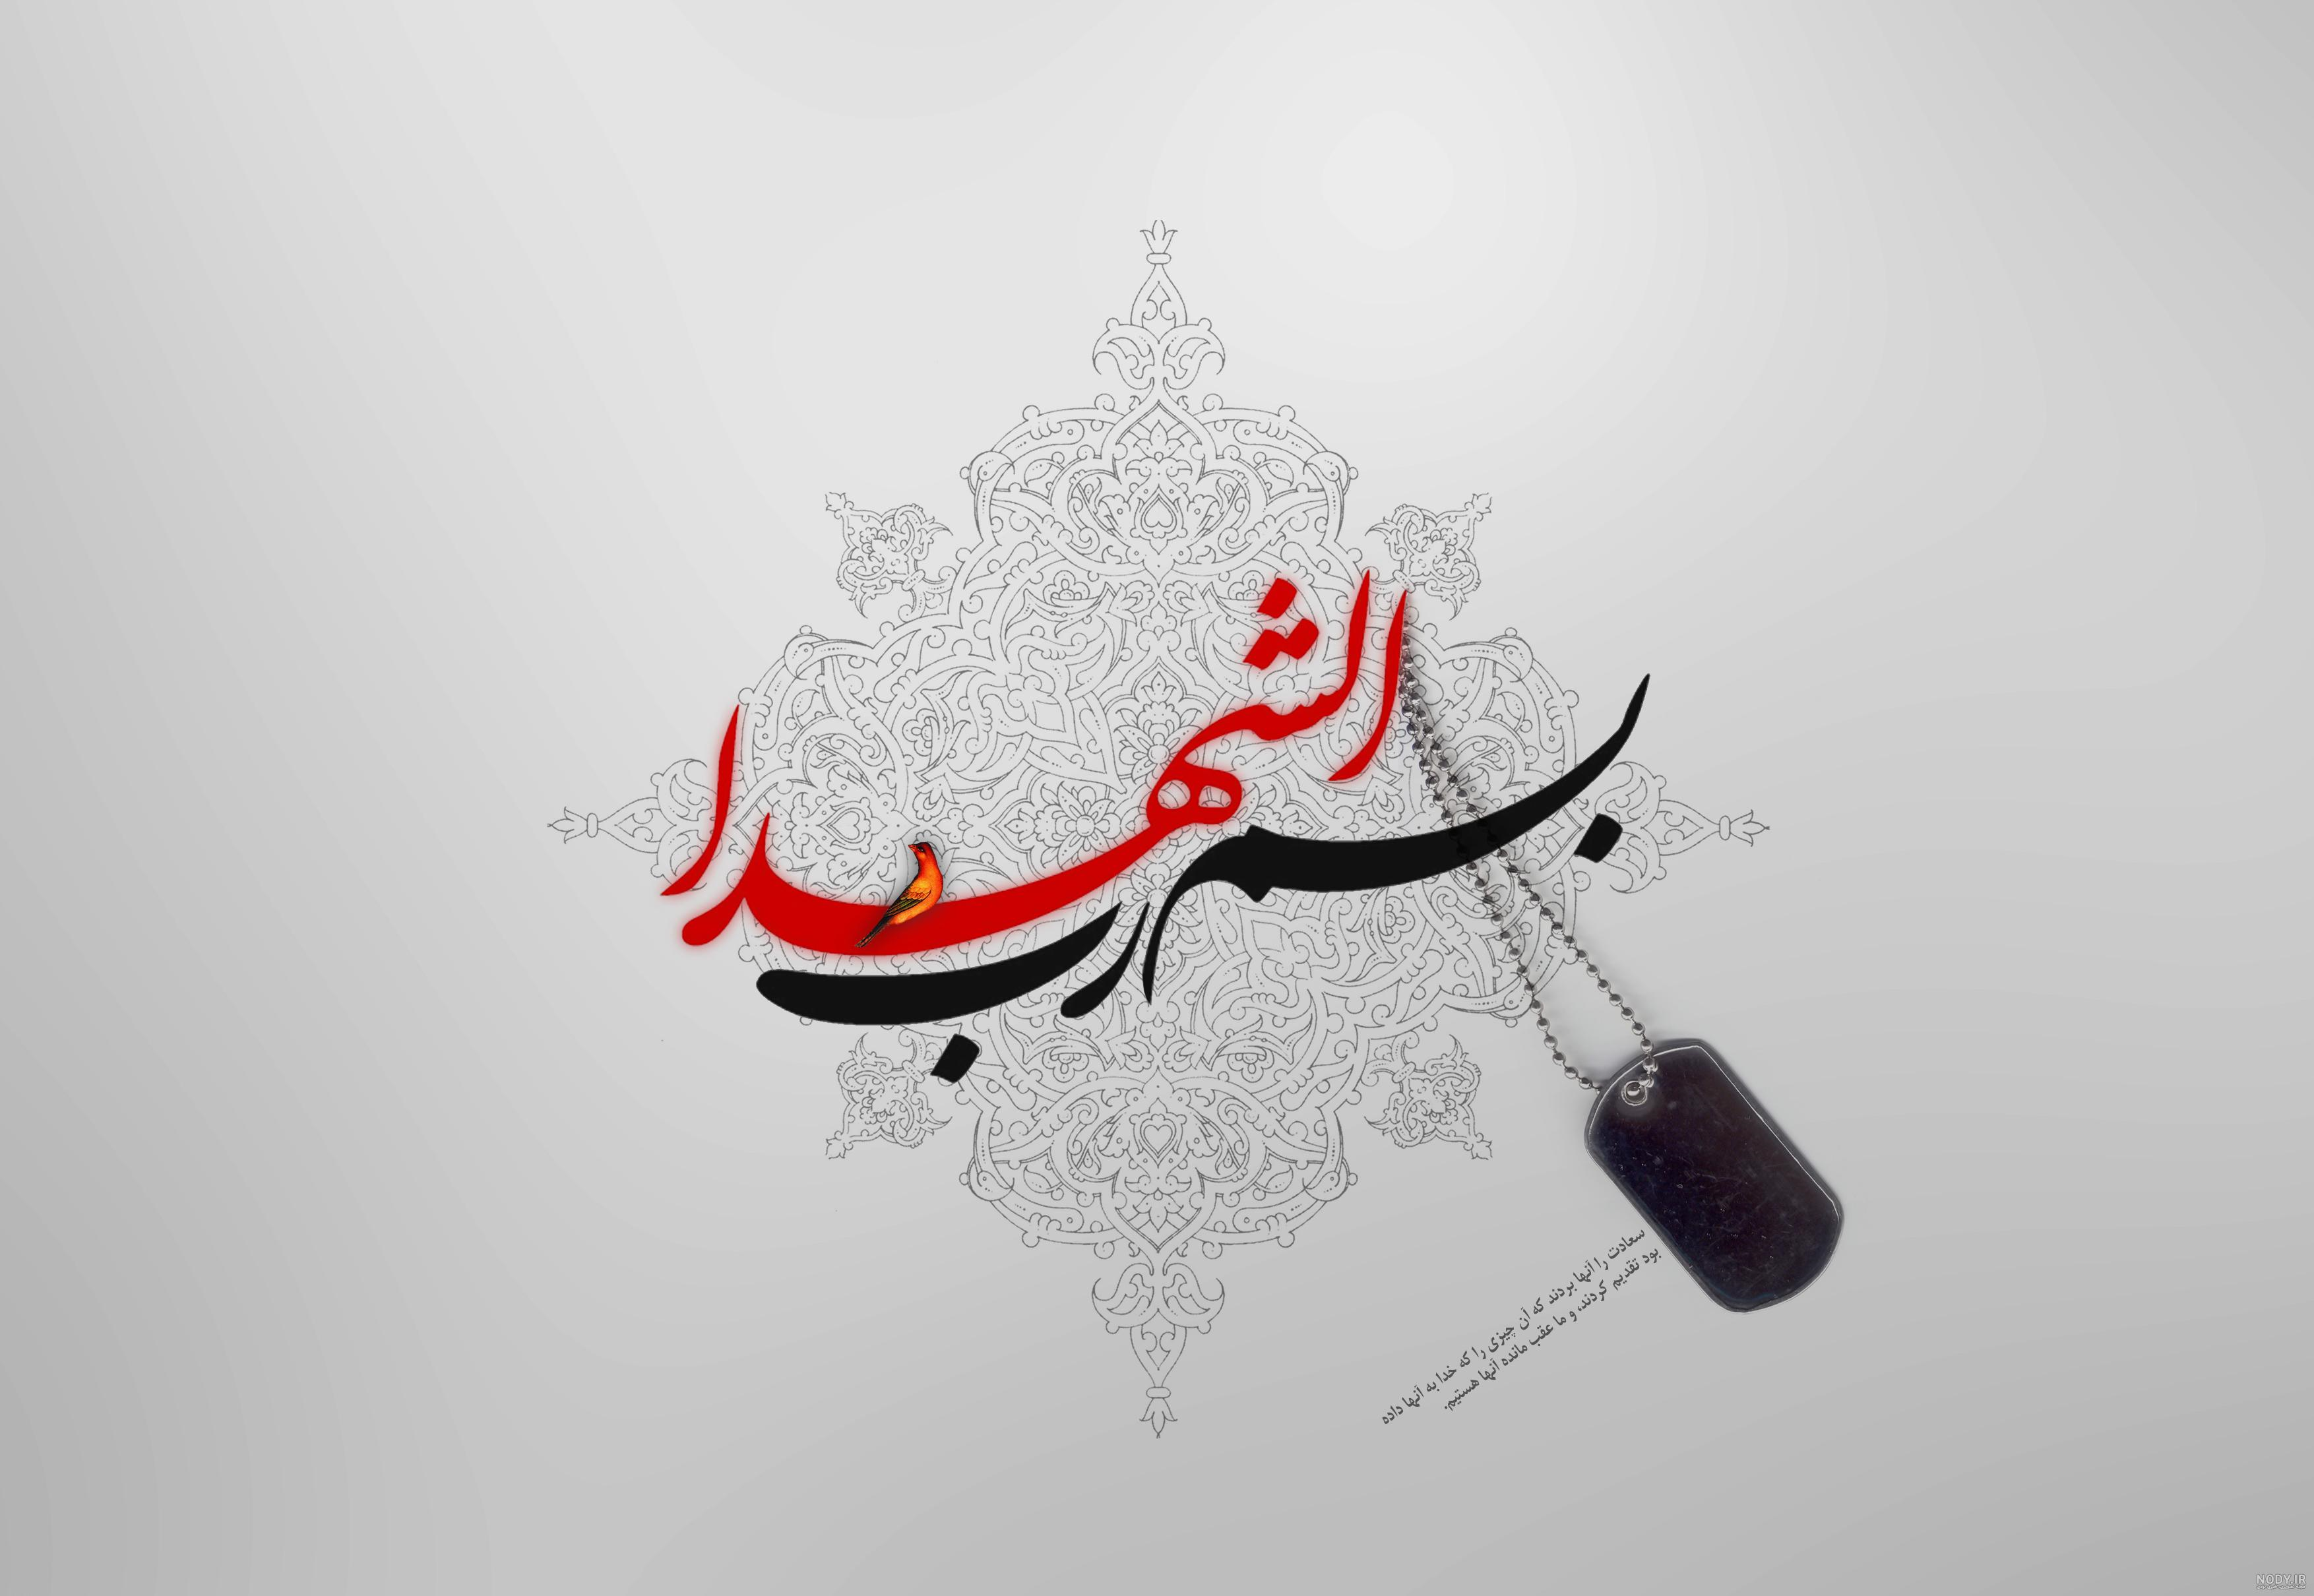 بسم رب
الشهدا
سعادت را آنها بردند که آن چیزی را که خدا به آنها داده
بود تقدیم کردند، و ما عقب مانده آنها هستیم.
NODY.IR